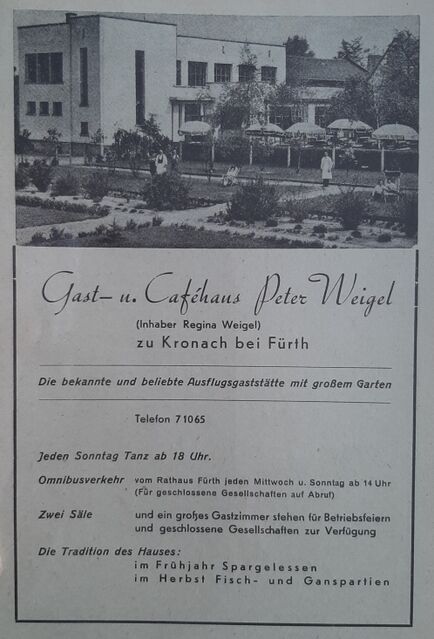 Gast- u. Caféhaus Peter Weigel
(Inhaber Regina Weigel)
zu Kronach bei Fürth
Die bekannte und beliebte Ausflugsgaststätte mit großem Garten
Telefon 71065
Jeden Sonntag Tanz ab 18 Uhr.
Omnibusverkehr vom Rathaus Fürth jeden Mittwoch u. Sonntag ab 14 Uhr
(Für geschlossene Gesellschaften auf Abruf)
Zwei Säle und ein großes Gastzimmer stehen für Betriebsfeiern
und geschlossene Gesellschaften zur Verfügung
Die Tradition des Hauses:
im Frühjahr Spargelessen
im Herbst Fisch- und Ganspartien